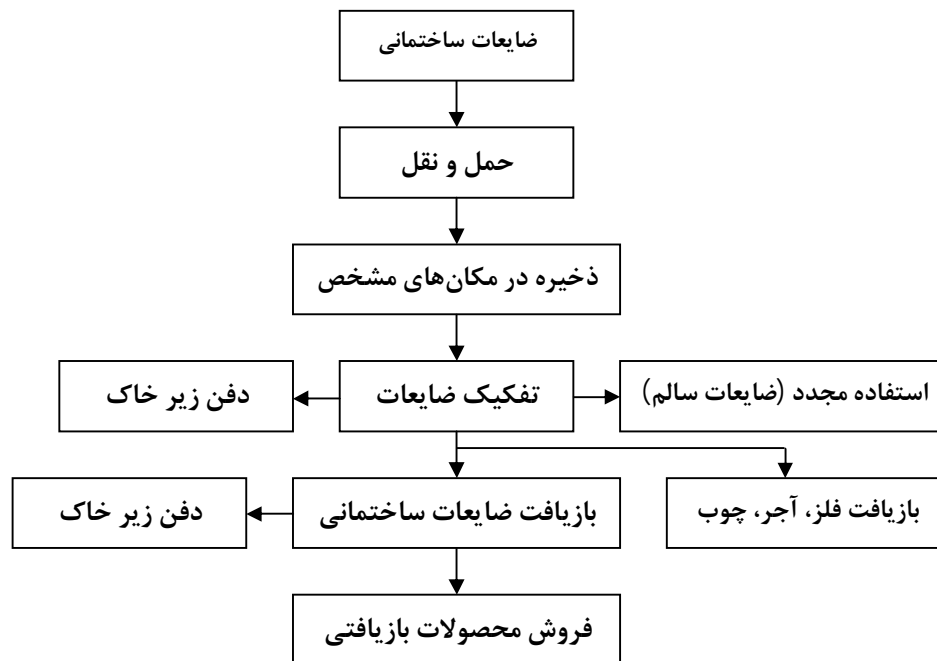 ضایعات ساختمانی
حمل و نقل
ذخیره در مکان‌های مشخص
استفاده مجدد (ضایعات سالم)
تفکیک ضایعات
دفن زیر خاک
بازیافت فلز، آجر، چوب
بازیافت ضایعات ساختمانی
دفن زیر خاک
فروش محصولات بازیافتی